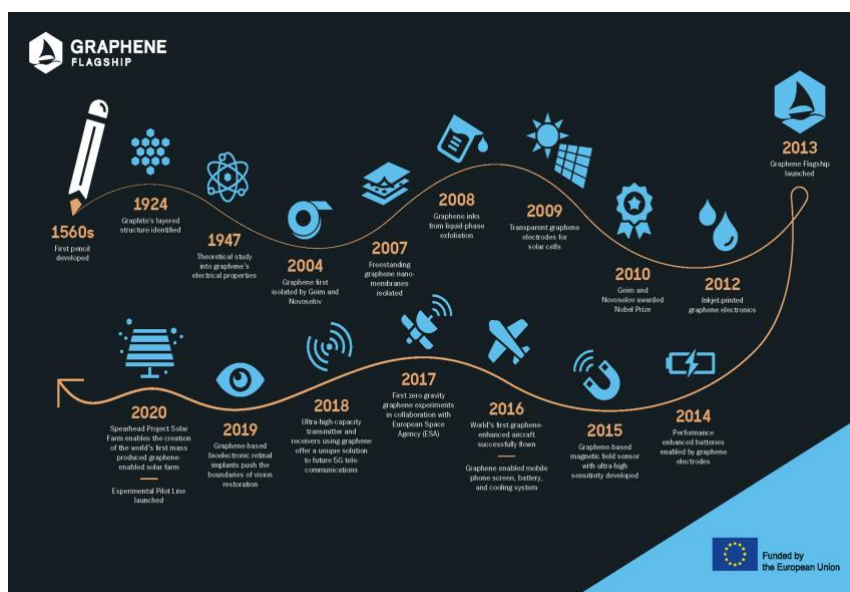 GRAPHENE
FLAGSHIP
1560s
First pencil
developed
1924
Graphite's layered
structure identified
1947
Theoretical study
into graphene's
electrical properties
2004
Graphene first
isolated by Geim and
Novoselov
2007
Freestanding
graphene nano-
membranes
isolated
2008
Graphene inks
from liquid-phase
exfoliation
2009
Transparent graphene
electrodes for
solar cells
2010
Geim and
Novoselov awarded
Nobel Prize
2012
Inkjet-printed
graphene electronics
2013
Graphene Flagship
launched
2014
Performance
enhanced batteries
enabled by graphene
electrodes
2015
Graphene-based
magnetic field sensor
with ultra-high
sensitivity developed
2016
World's first graphene-
enhanced aircraft
successfully flown
Graphene enabled mobile
phone screen, battery,
and cooling system
2017
First zero gravity
graphene experiments
in collaboration with
European Space
Agency (ESA)
2018
Ultra-high capacity
transmitter and
receivers using graphene
offer a unique solution
to future 5G tele-
communications
2019
Graphene-based
bioelectronic retinal
implants push the
boundaries of vision
restoration
2020
Spearhead Project Solar
Farm enables the creation
of the world's first mass
produced graphene-
enabled solar farm
Experimental Pilot Line
launched
Funded by
the European Union